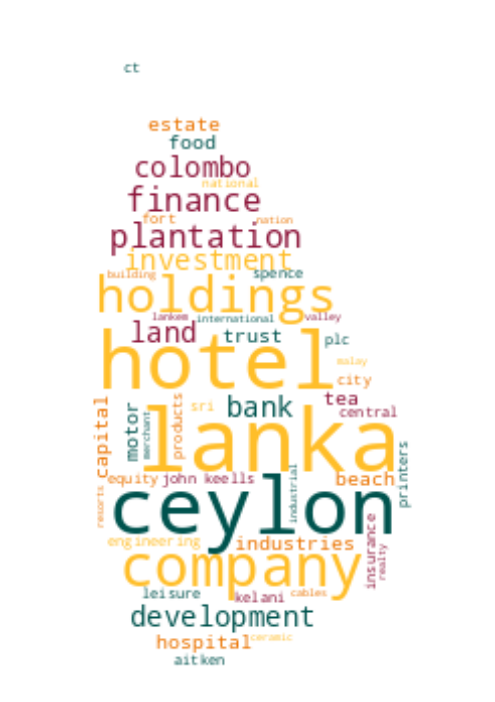 ct
estate
food
colombo
national
finance
fort
nation
plantation
investment
building
spence
holdings
lankem
international
valley
land
trust
plc
hotel
malay
city
capital
motor
merchant
products
sri
bank
tea
central
lanka
printers
equity
john keells
industrial
beach
resorts
ceylon
engineering
industries
insurance
realty
company
leisure
kelani
cables
development
hospital
ceramic
aitken